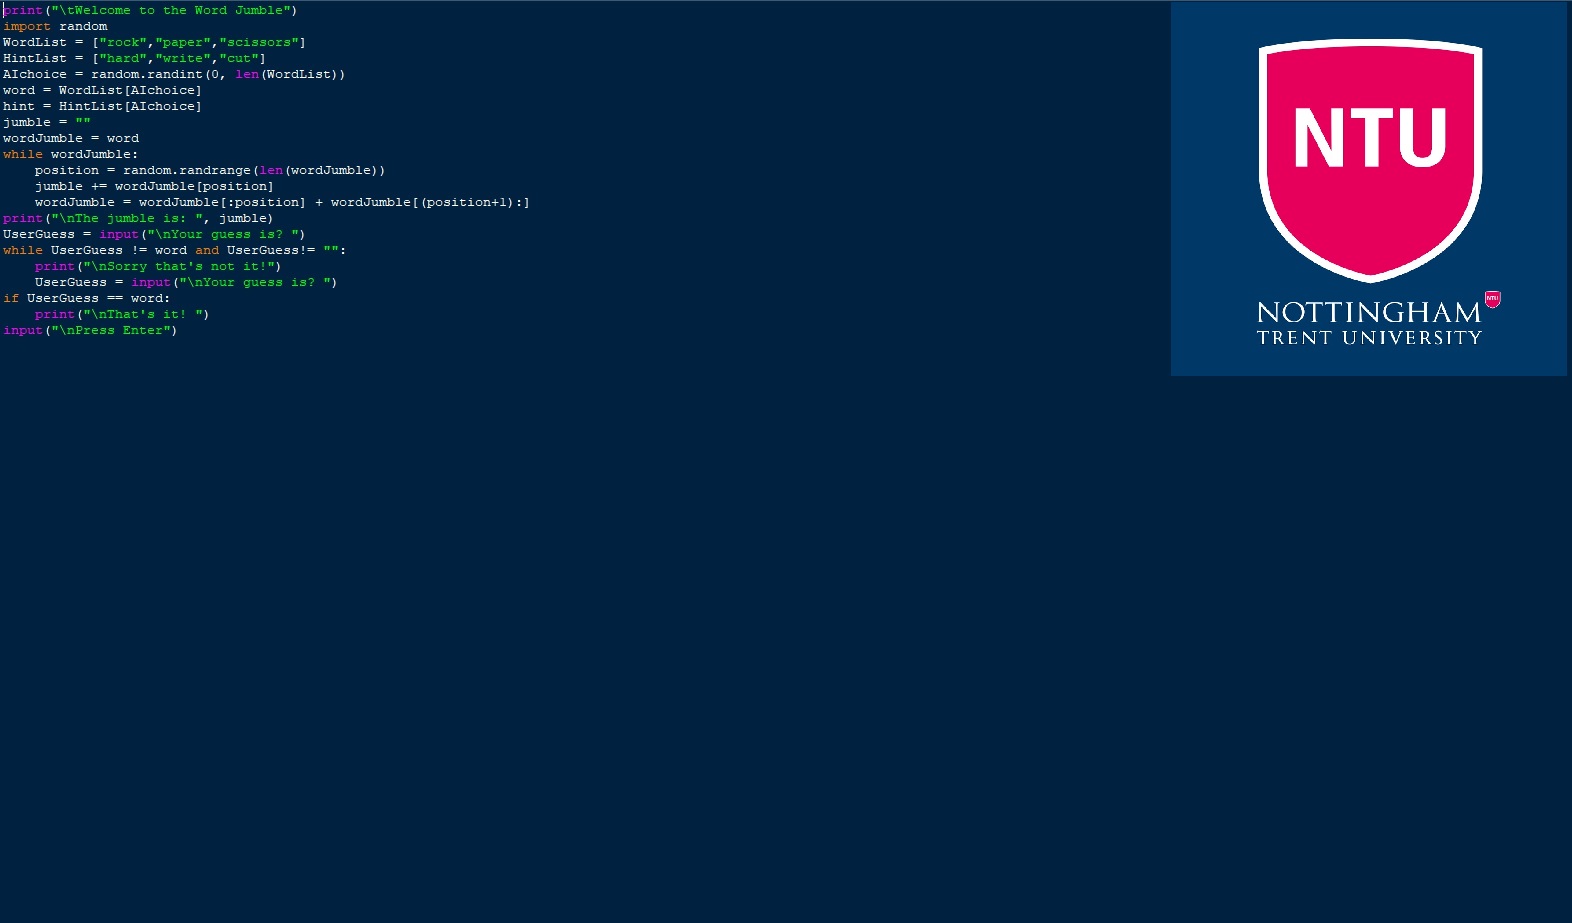 print("\tWelcome to the Word Jumble")
import random
WordList = ["rock","paper","scissors"]
HintList = ["hard","write","cut"]
AIchoice = random.randint(0, len(WordList))
word = WordList[AIchoice]
hint = HintList[AIchoice]
jumble = ""
wordJumble = word
while wordJumble:
    position = random.randrange(len(wordJumble))
    jumble += wordJumble[position]
    wordJumble = wordJumble[:position] + wordJumble[(position+1):]
print("\nThe jumble is: ", jumble)
UserGuess = input("\nYour guess is? ")
while UserGuess != word and UserGuess!= "":
    print("\nSorry that's not it!")
    UserGuess = input("\nYour guess is? ")
if UserGuess == word:
    print("\nThat's it! ")
input("\nPress Enter")
NTU
NOTTINGHAM
NTU
TRENT UNIVERSITY